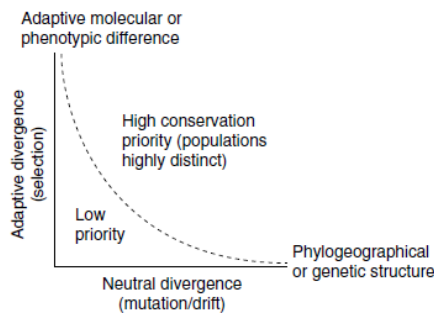 Adaptive molecular or
phenotypic difference
Adaptive divergence
(selection)
High conservation
priority (populations
highly distinct)
Low
priority
Phylogeographical
or genetic structure
Neutral divergence
(mutation/drift)